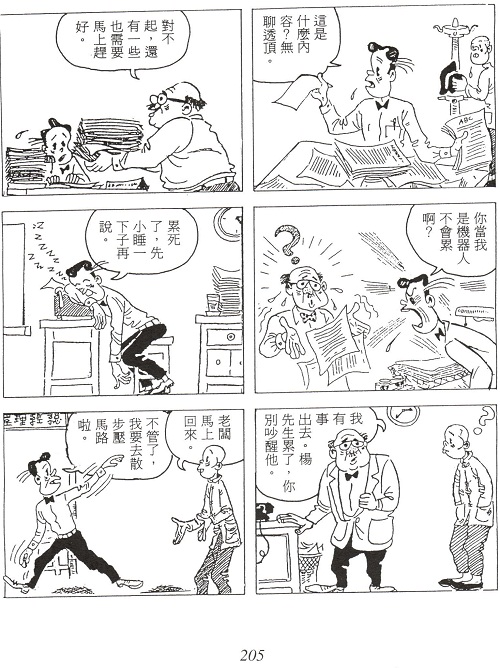 這是
什麼內
容？無
聊透頂。
ABC
對不
起，還
有一些
也需要
馬上趕
好。
你當我
是機器人
不會累
啊？
?
累死
了，先
小睡一
下子再
說。
我有事
出去。楊
先生累了，你
別吵醒他。
老闆
馬上
回來。
不管了，
我要去散
步壓
馬路
啦。
205